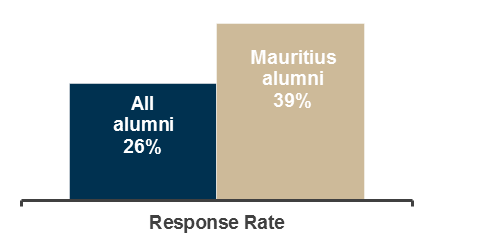 All
alumni
26%
Mauritius
alumni
39%
Response Rate